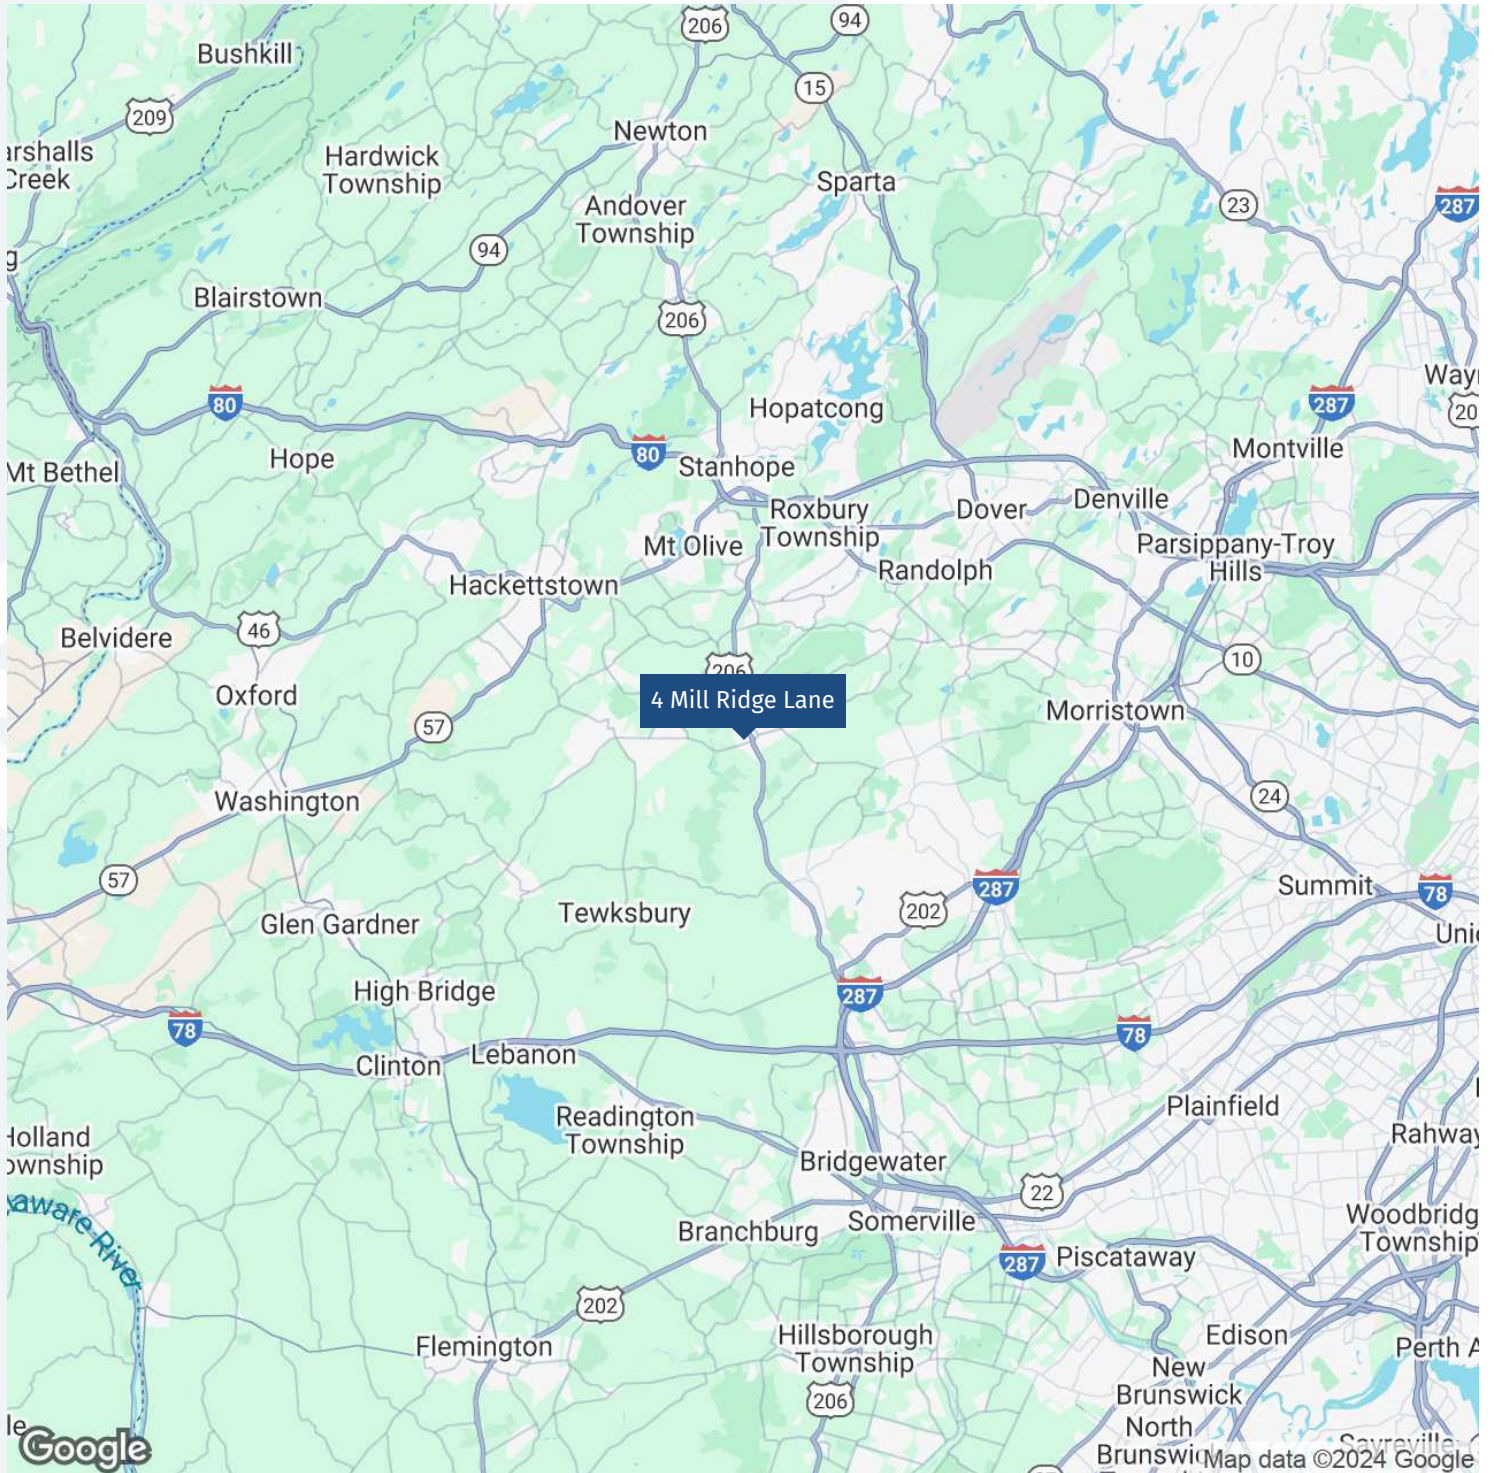 206
94
Bushkill
15
209
Newton
arshalls
Creek
Hardwick
Township
Sparta
Andover
Township
23
287
94
g
Blairstown
206
80
Hopatcong
287
Way
20
Hope
80
Stanhope
Montville
Mt Bethel
Roxbury
Township
Dover
Denville
Mt Olive
Parsippany-Troy
Hills
Randolph
Hackettstown
46
Belvidere
10
206
Oxford
4 Mill Ridge Lane
Morristown
57
24
Washington
57
287
Summit
78
202
Tewksbury
Glen Gardner
Unio
High Bridge
287
78
78
Lebanon
Clinton
Plainfield
Readington
Township
Holland
ownship
Rahway
Bridgewater
22
aware River
Woodbridg
Township
Branchburg
Somerville
Piscataway
287
202
Hillsborough
Township
Edison
Flemington
Perth A
New
Brunswick
206
le
North
Brunswic
Google
Sayreville
Map data ©2024 Google